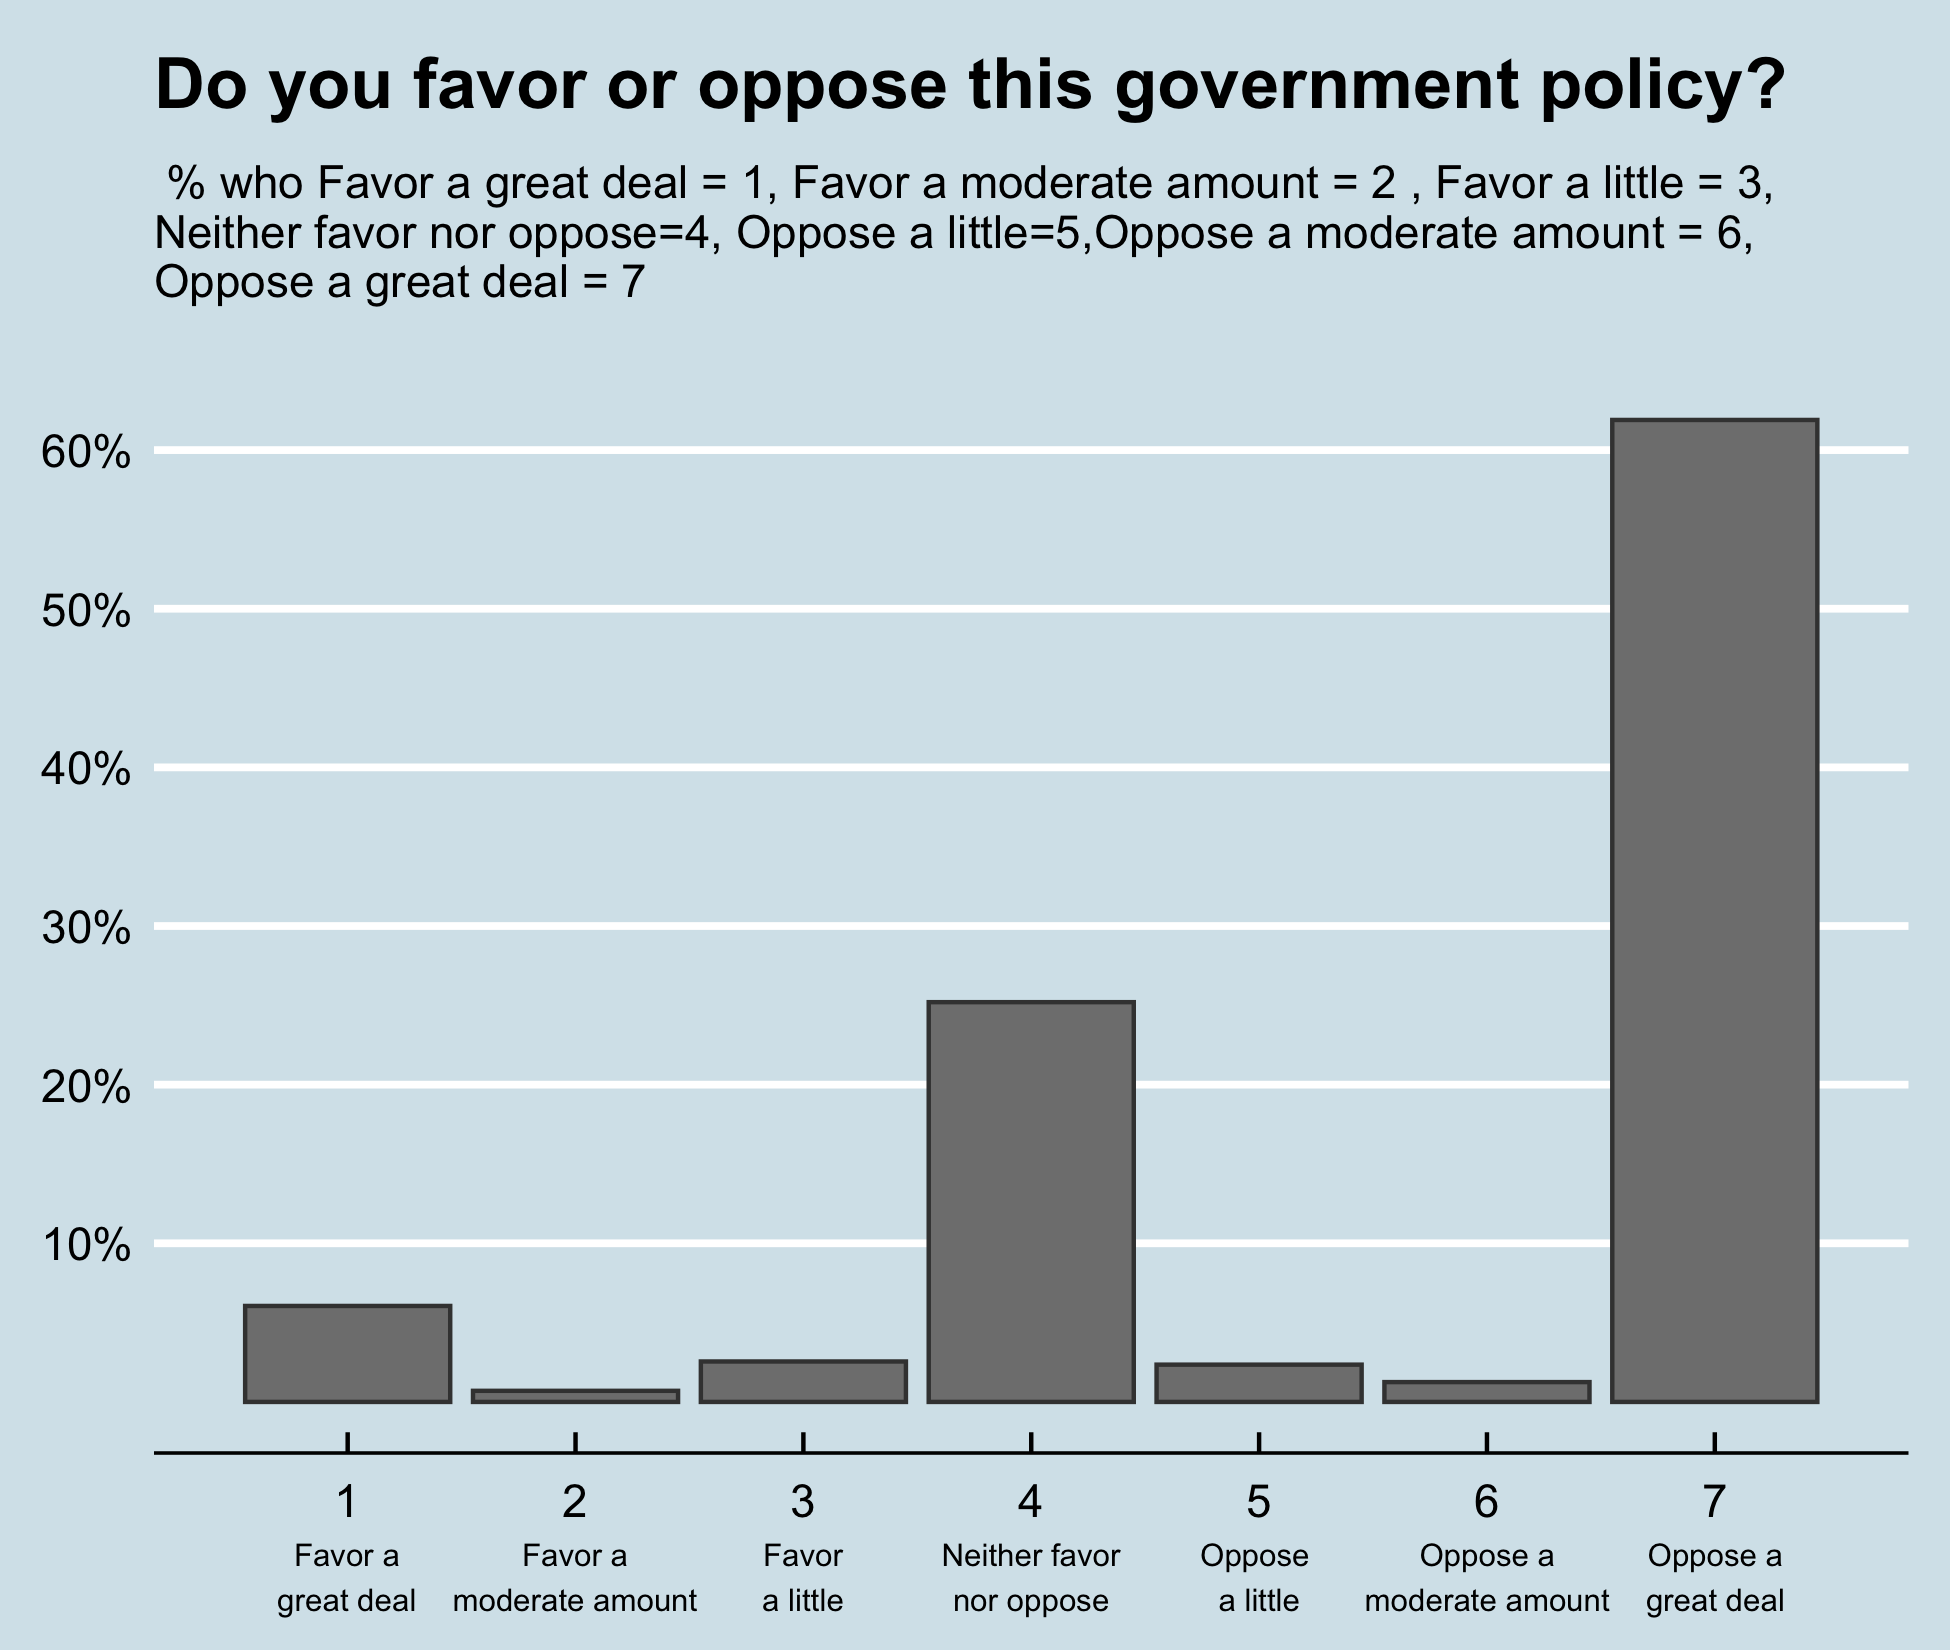 Do you favor or oppose this government policy?
% who Favor a great deal = 1, Favor a moderate amount = 2 , Favor a little = 3,
Neither favor nor oppose=4, Oppose a little=5,Oppose a moderate amount = 6,
Oppose a great deal = 7
60%
50%
40%
30%
20%
10%
1 2 3 4 5 6 7
Favor a Favor a Favor Neither favor Oppose Oppose a Oppose a
great deal moderate amount a little nor oppose a little moderate amount great deal